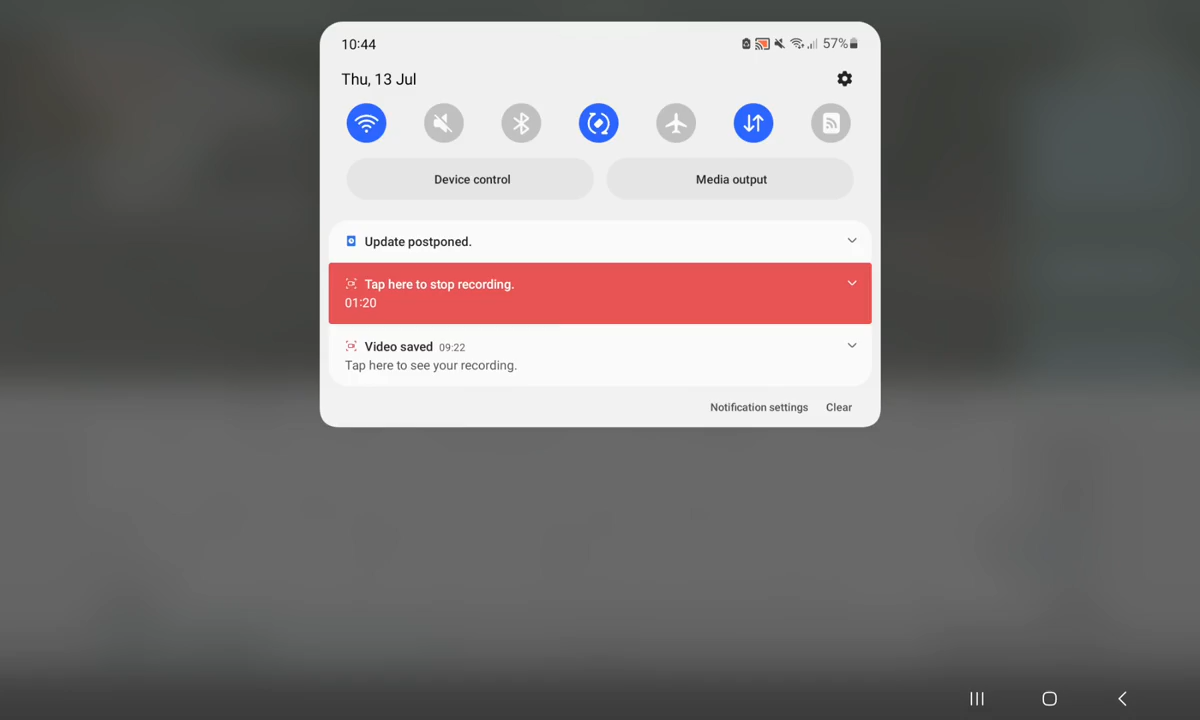 10:44
57%
Thu, 13 Jul
Device control
Media output
Update postponed.
Tap here to stop recording.
01:20
Video saved 09:22
Tap here to see your recording.
Notification settings
Clear